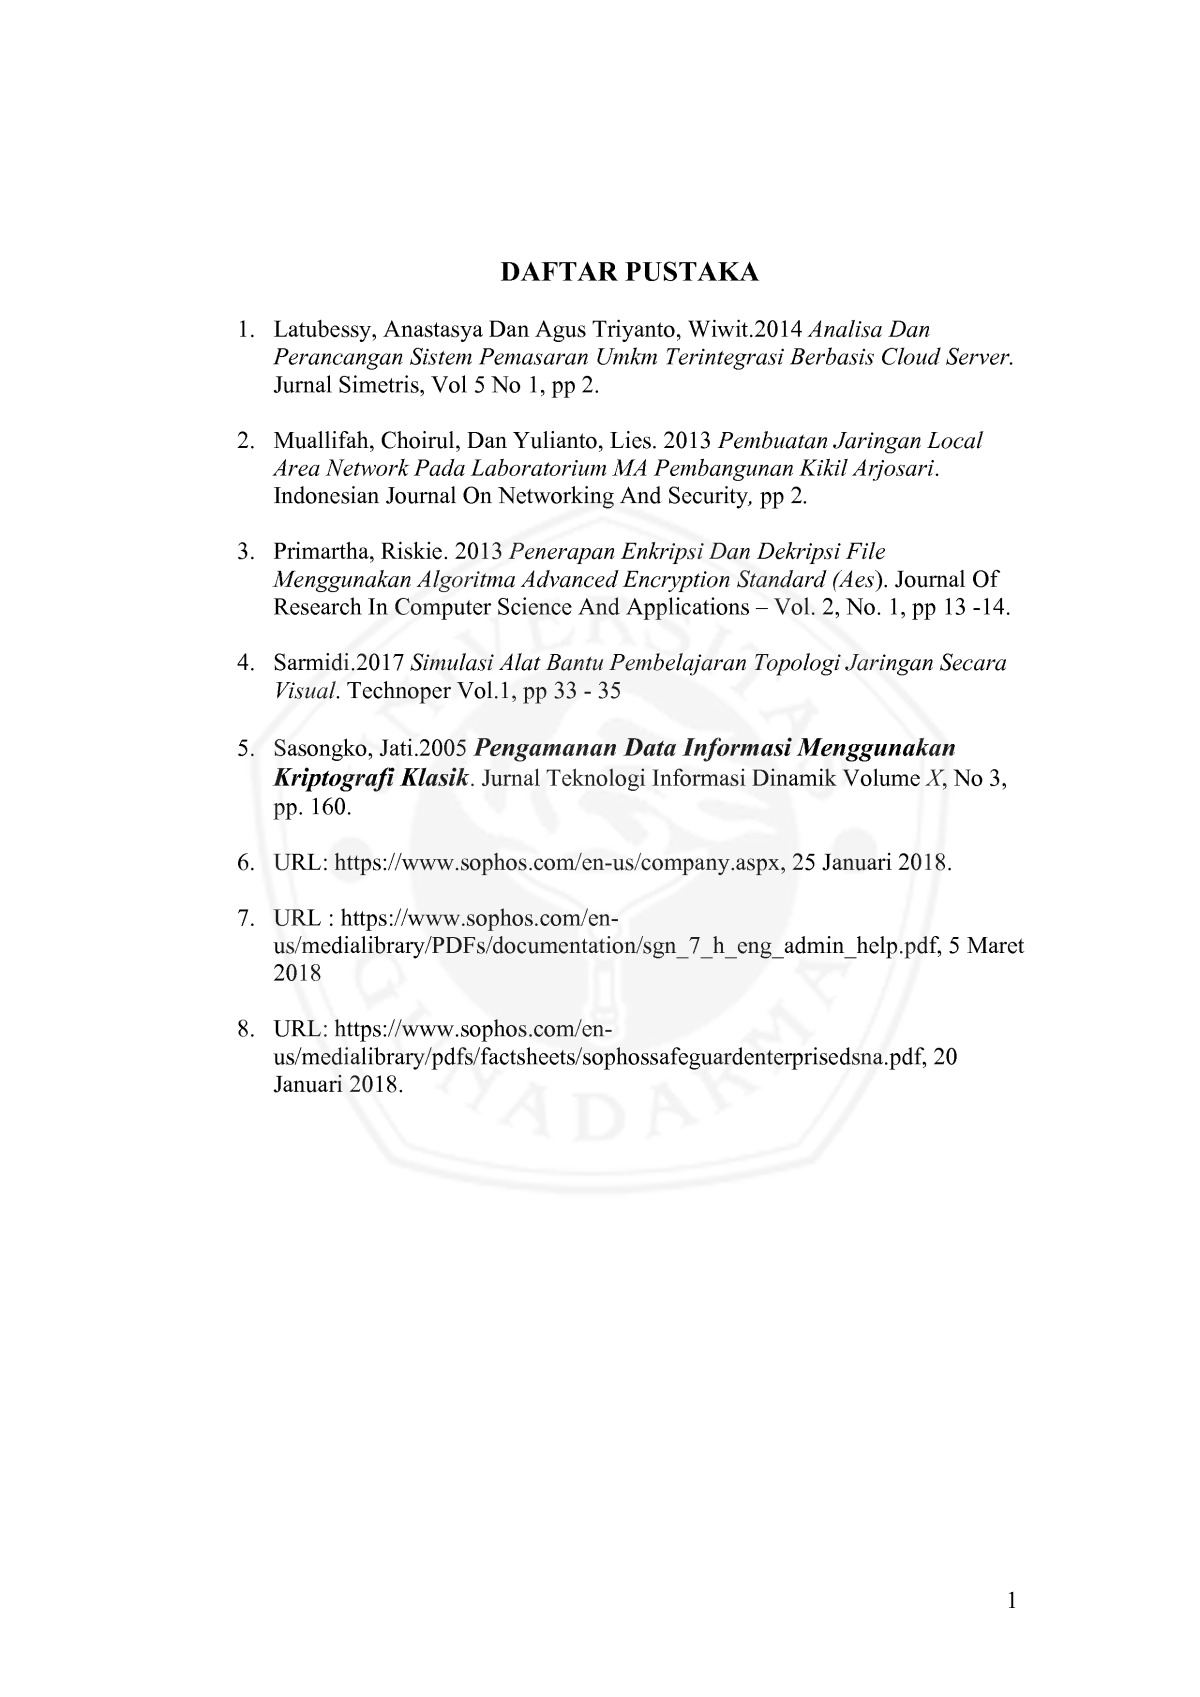 DAFTAR PUSTAKA
1. Latubessy, Anastasya Dan Agus Triyanto, Wiwit.2014 Analisa Dan
Perancangan Sistem Pemasaran Umkm Terintegrasi Berbasis Cloud Server.
Jurnal Simetris, Vol 5 No 1, pp 2.
2. Muallifah, Choirul, Dan Yulianto, Lies. 2013 Pembuatan Jaringan Local
Area Network Pada Laboratorium MA Pembangunan Kikil Arjosari.
Indonesian Journal On Networking And Security, pp 2.
3. Primartha, Riskie. 2013 Penerapan Enkripsi Dan Dekripsi File
Menggunakan Algoritma Advanced Encryption Standard (Aes). Journal Of
Research In Computer Science And Applications – Vol. 2, No. 1, pp 13 -14.
4. Sarmidi.2017 Simulasi Alat Bantu Pembelajaran Topologi Jaringan Secara
Visual. Technoper Vol.1, pp 33 - 35
5. Sasongko, Jati.2005 Pengamanan Data Informasi Menggunakan
Kriptografi Klasik. Jurnal Teknologi Informasi Dinamik Volume X, No 3,
pp. 160.
6. URL: https://www.sophos.com/en-us/company.aspx, 25 Januari 2018.
7. URL : https://www.sophos.com/en-
us/medialibrary/PDFs/documentation/sgn_7_h_eng_admin_help.pdf, 5 Maret
2018
8. URL: https://www.sophos.com/en-
us/medialibrary/pdfs/factsheets/sophossafeguardenterprisedsna.pdf, 20
Januari 2018.
UNIVERSITAS
GUNADARMA
1